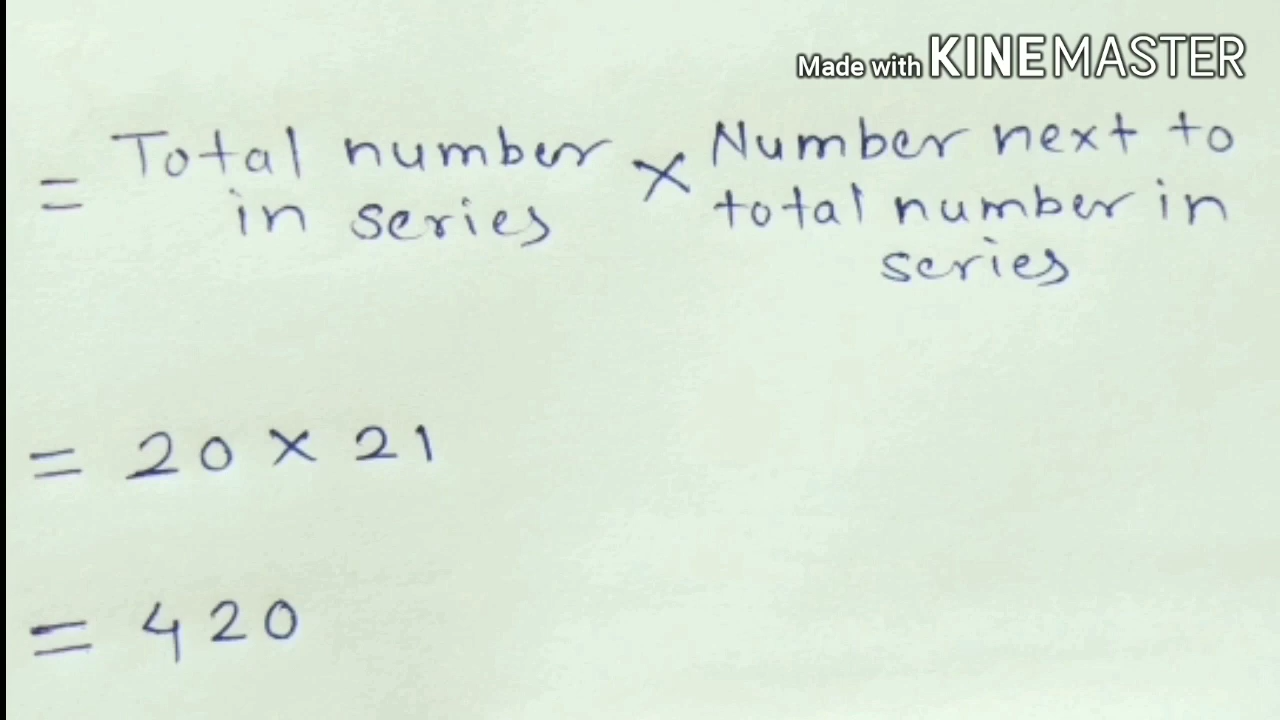 Made with KINEMASTER
= Total number × Number next to
in series total number in
series
= 20 × 21
= 420